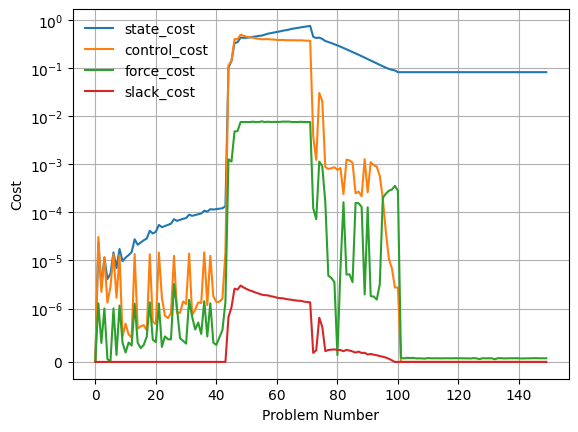 state_cost
control_cost
force_cost
slack_cost
10⁰
10⁻¹
10⁻²
10⁻³
10⁻⁴
10⁻⁵
10⁻⁶
0
Cost
0 20 40 60 80 100 120 140
Problem Number